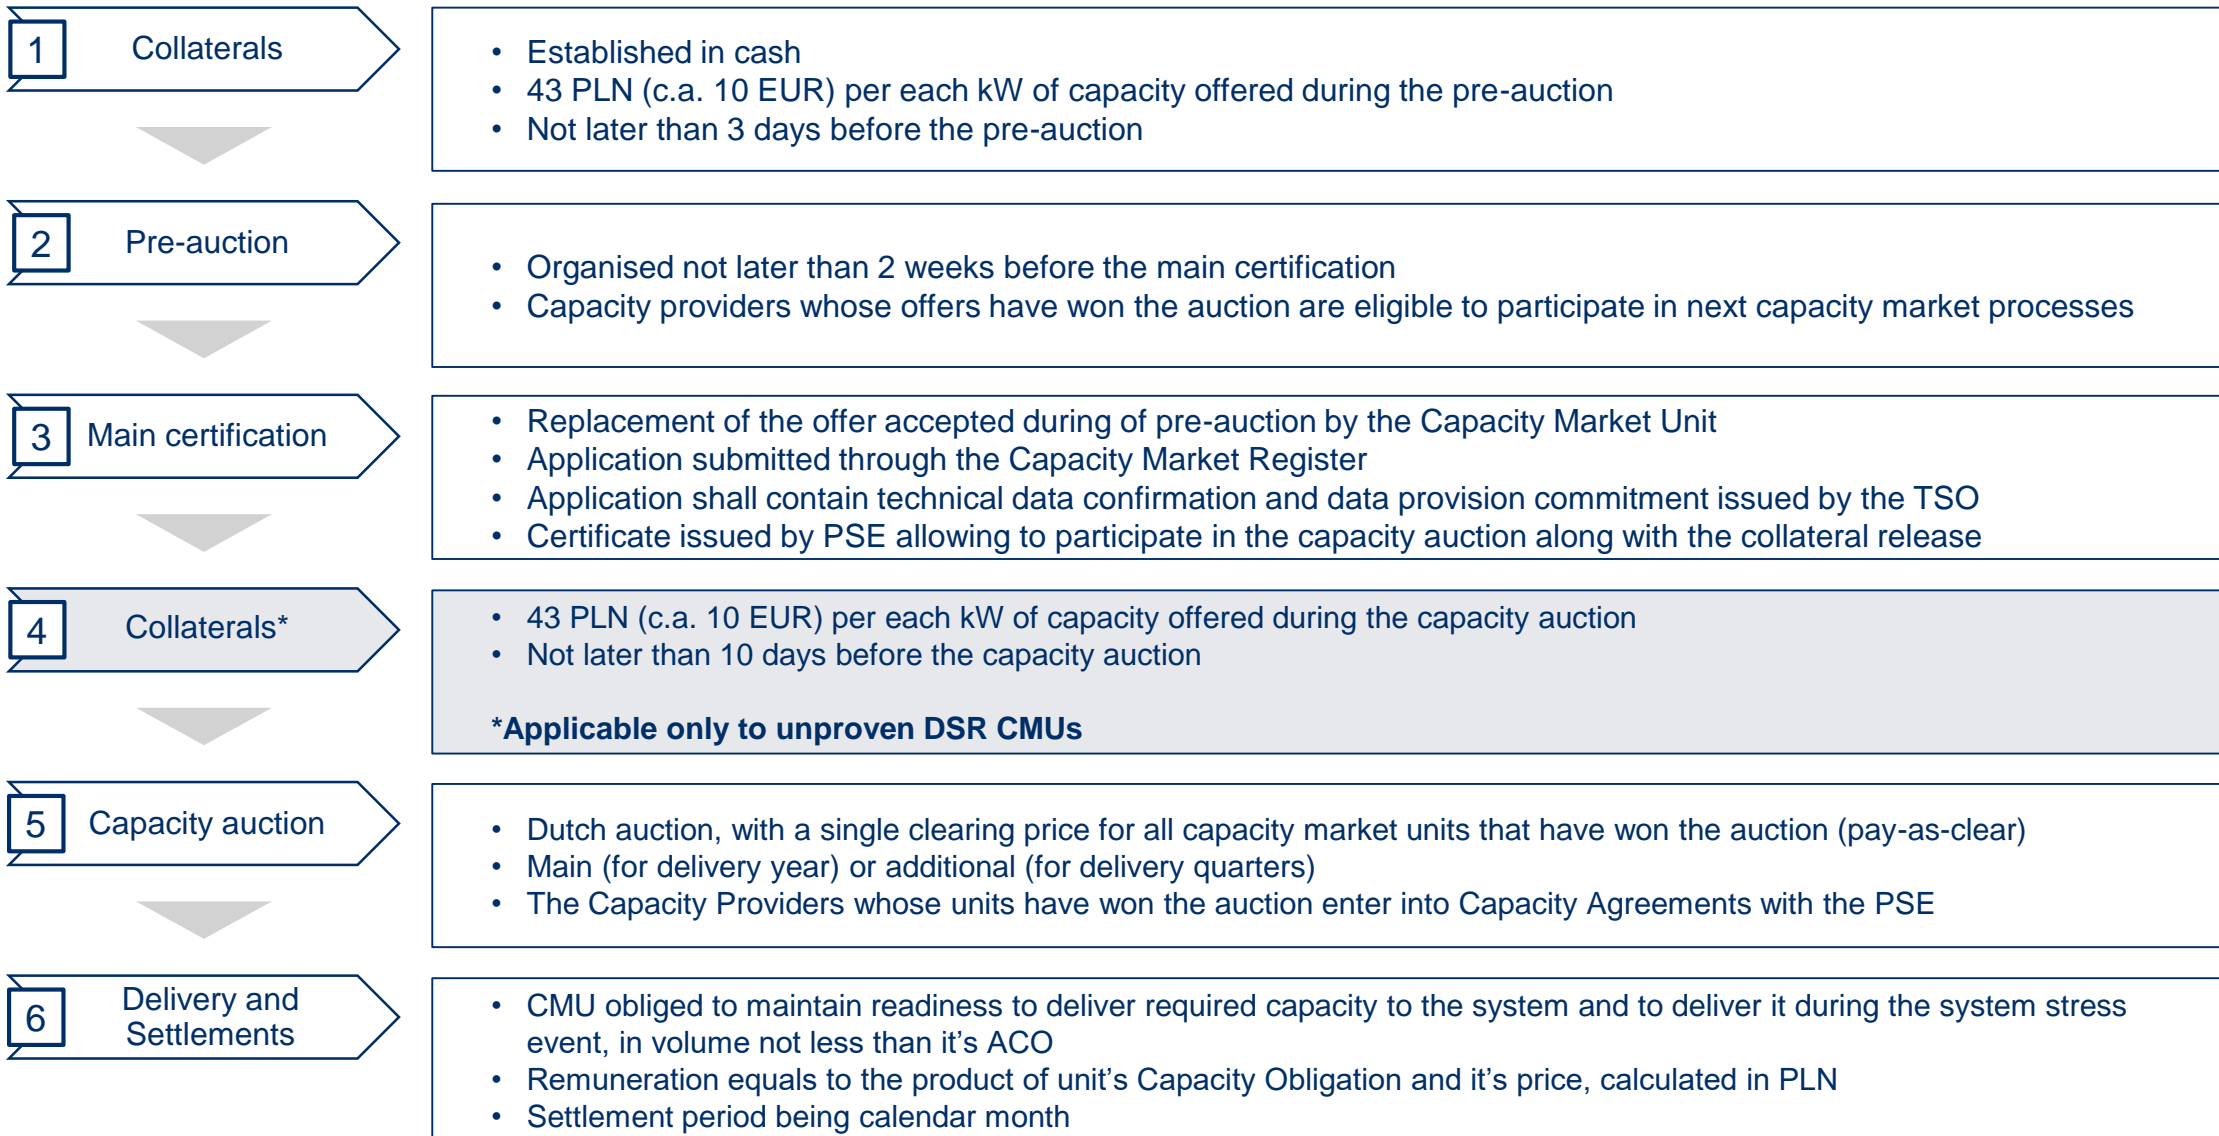 1 Collaterals
• Established in cash
• 43 PLN (c.a. 10 EUR) per each kW of capacity offered during the pre-auction
• Not later than 3 days before the pre-auction
2 Pre-auction
• Organised not later than 2 weeks before the main certification
• Capacity providers whose offers have won the auction are eligible to participate in next capacity market processes
3 Main certification
• Replacement of the offer accepted during of pre-auction by the Capacity Market Unit
• Application submitted through the Capacity Market Register
• Application shall contain technical data confirmation and data provision commitment issued by the TSO
• Certificate issued by PSE allowing to participate in the capacity auction along with the collateral release
4 Collaterals*
• 43 PLN (c.a. 10 EUR) per each kW of capacity offered during the capacity auction
• Not later than 10 days before the capacity auction
*Applicable only to unproven DSR CMUs
5 Capacity auction
• Dutch auction, with a single clearing price for all capacity market units that have won the auction (pay-as-clear)
• Main (for delivery year) or additional (for delivery quarters)
• The Capacity Providers whose units have won the auction enter into Capacity Agreements with the PSE
6 Delivery and
Settlements
• CMU obliged to maintain readiness to deliver required capacity to the system and to deliver it during the system stress
event, in volume not less than it's ACO
• Remuneration equals to the product of unit's Capacity Obligation and it's price, calculated in PLN
• Settlement period being calendar month